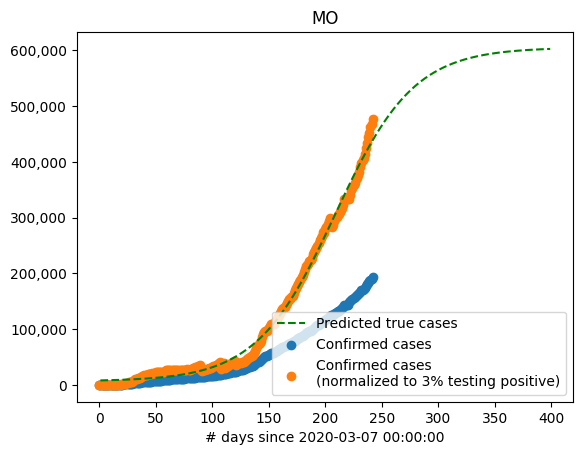 MO
600,000
500,000
400,000
300,000
200,000
100,000
0
Predicted true cases
Confirmed cases
Confirmed cases
(normalized to 3% testing positive)
0 50 100 150 200 250 300 350 400
# days since 2020-03-07 00:00:00